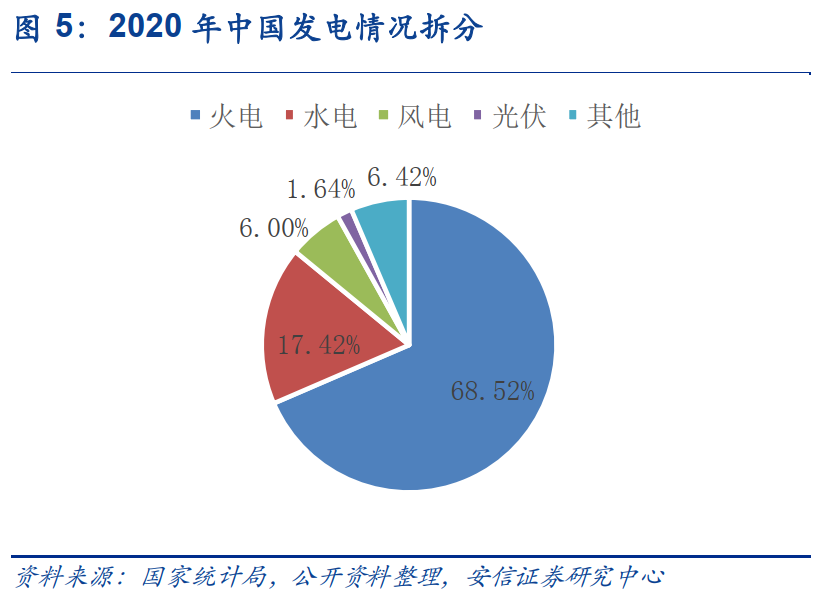 图 5：2020 年中国发电情况拆分
火电 水电 风电 光伏 其他
6.42%
1.64%
6.00%
17.42%
68.52%
资料来源：国家统计局，公开资料整理，安信证券研究中心